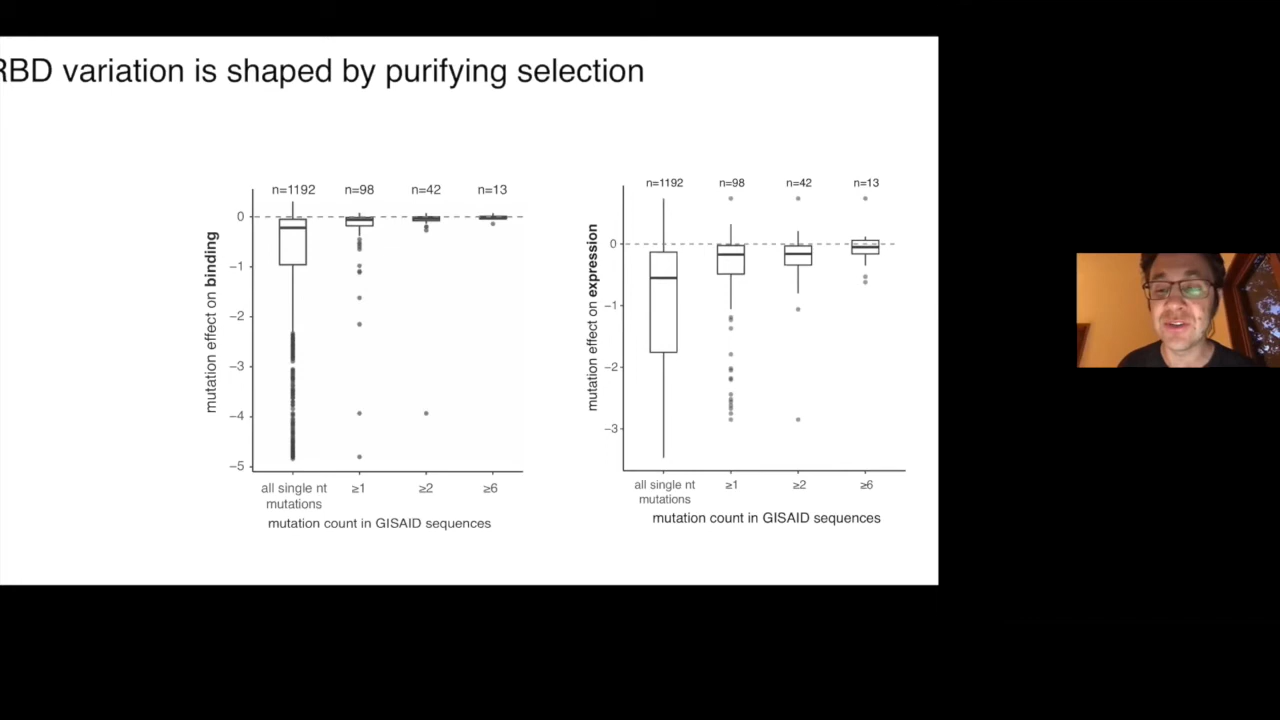 RBD variation is shaped by purifying selection
n=1192 n=98 n=42 n=13
0
−1
−2
−3
−4
−5
mutation effect on binding
all single nt mutations
≥1 ≥2 ≥6
mutation count in GISAID sequences
n=1192 n=98 n=42 n=13
0
−1
−2
−3
mutation effect on expression
all single nt mutations
≥1 ≥2 ≥6
mutation count in GISAID sequences